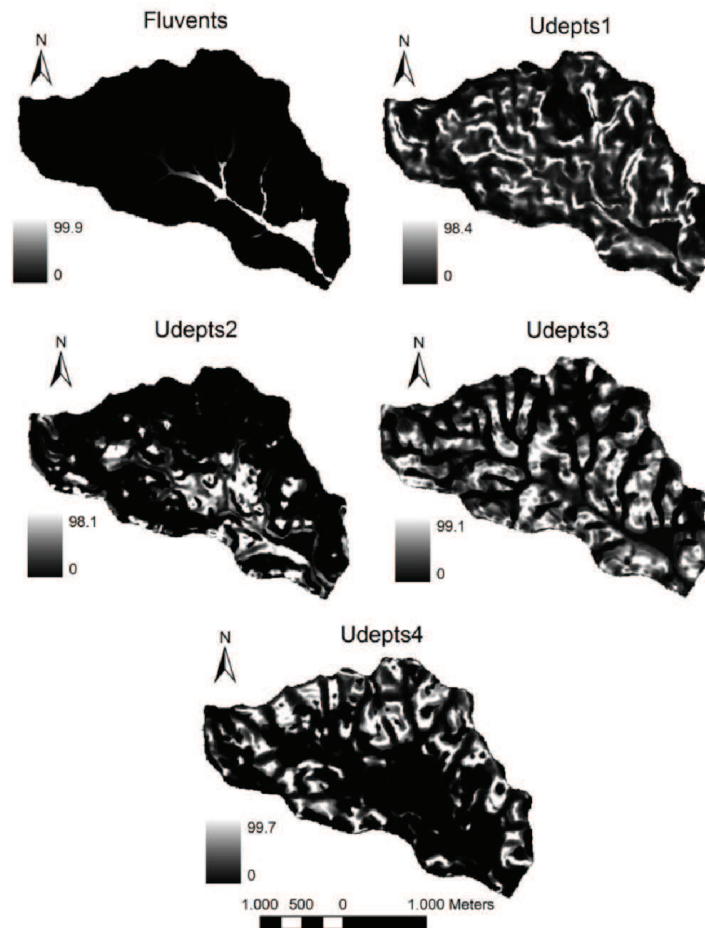 Fluvents
Udepts1
N
N
99.9
0
98.4
0
Udepts2
Udepts3
N
N
98.1
0
99.1
0
Udepts4
N
99.7
0
1.000 500 0 1.000 Meters